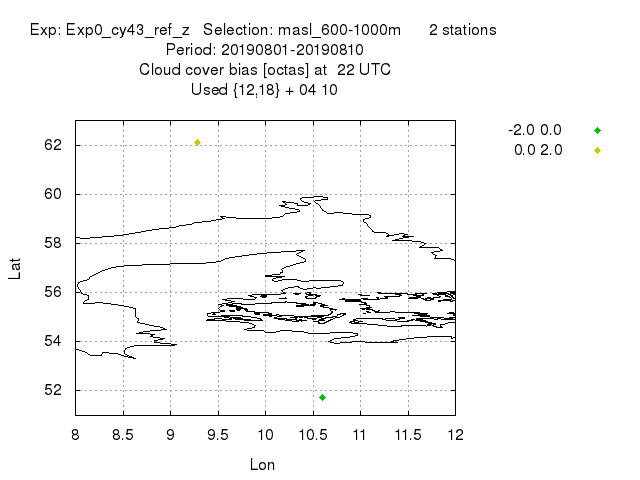 Exp: Exp0_cy43_ref_z Selection: masl_600-1000m 2 stations
Period: 20190801-20190810
Cloud cover bias [octas] at 22 UTC
Used {12,18} + 04 10
-2.0 0.0
0.0 2.0
62
60
58
56
54
52
Lat
8 8.5 9 9.5 10 10.5 11 11.5 12
Lon